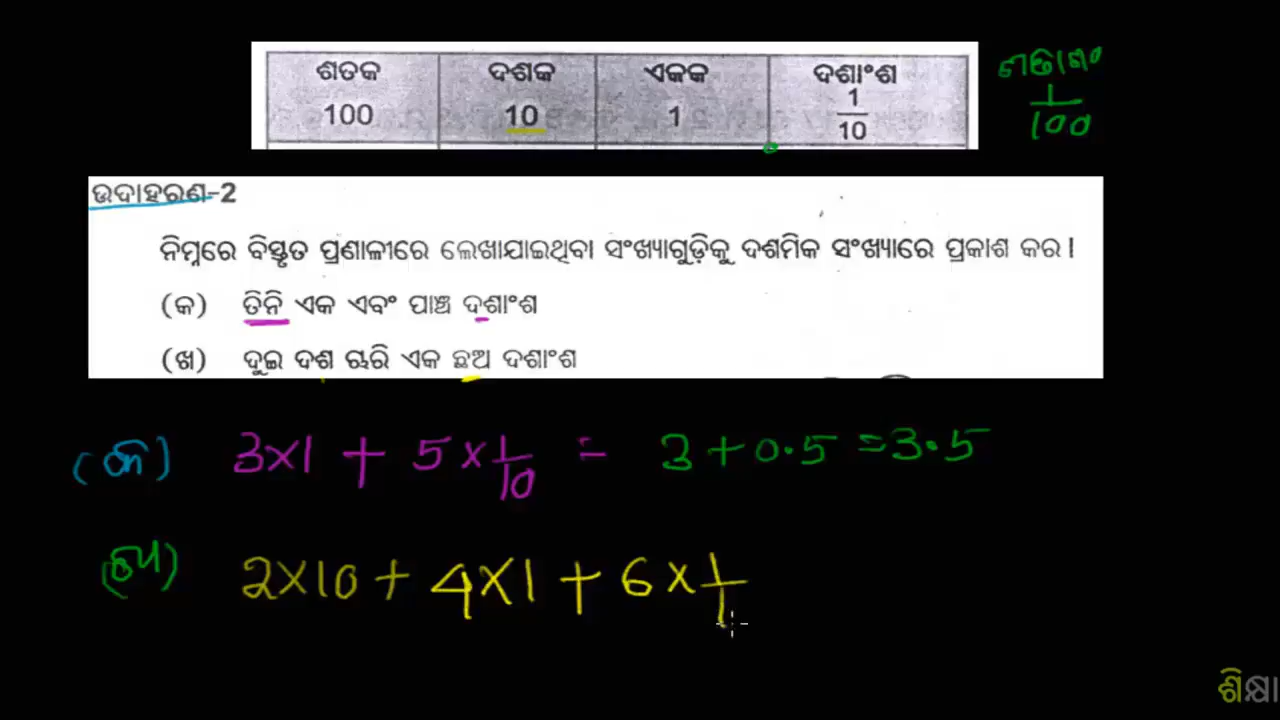 ଶତକ ଦଶକ ଏକକ ଦଶାଂଶ ଶତାଂଶ
100 10 1 1/10 1/100
ଉଦାହରଣ-2
ନିମ୍ନରେ ବିସ୍ତୃତ ପ୍ରଣାଳୀରେ ଲେଖାଯାଇଥିବା ସଂଖ୍ୟାଗୁଡ଼ିକୁ ଦଶମିକ ସଂଖ୍ୟାରେ ପ୍ରକାଶ କର ।
(କ) ତିନି ଏକ ଏବଂ ପାଞ୍ଚ ଦଶାଂଶ
(ଖ) ଦୁଇ ଦଶ ଚାରି ଏକ ଛଅ ଦଶାଂଶ
(କ) 3×1 + 5×1/10 = 3+0.5=3.5
(ଖ) 2×10+4×1+6×1/1
ଶିକ୍ଷା